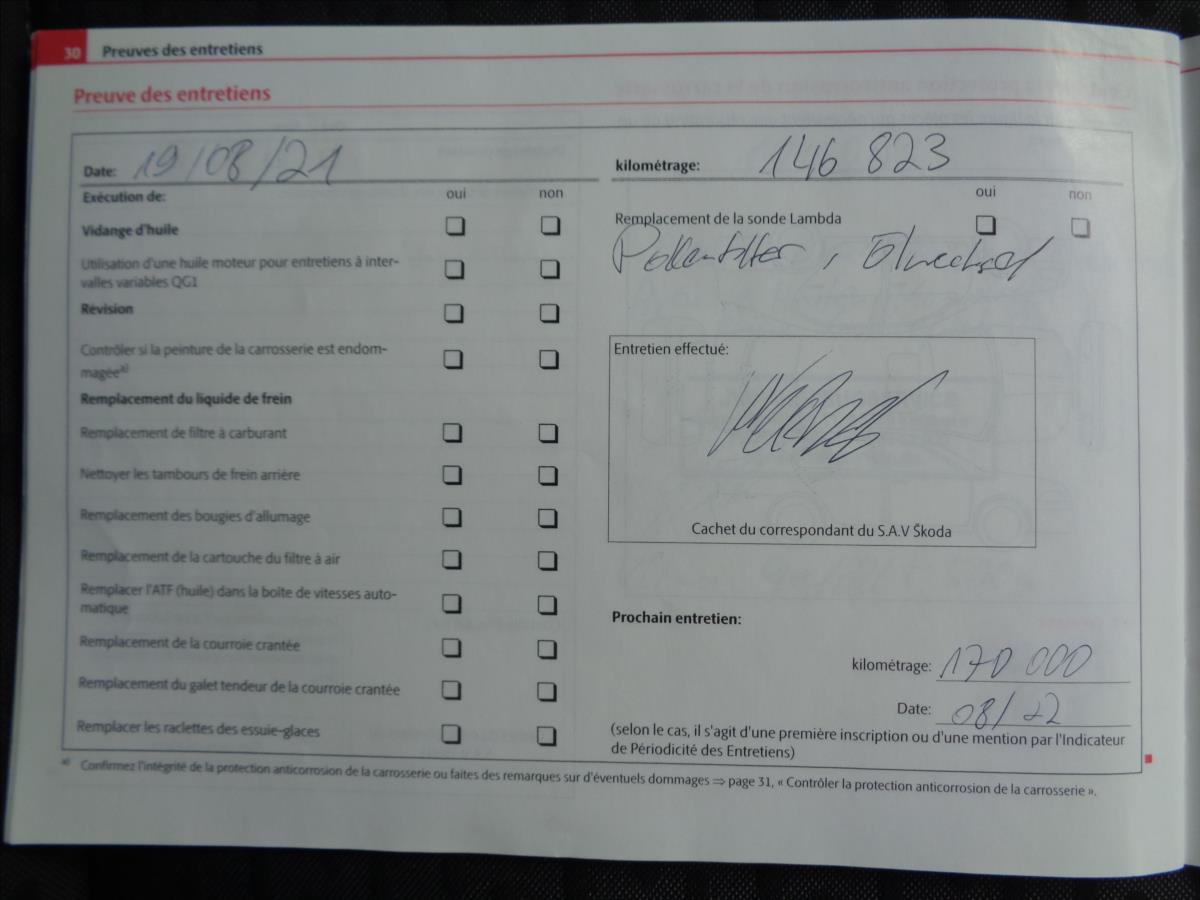 30 Preuves des entretiens
Preuve des entretiens
Date: 19/08/21
Exécution de: oui non
Vidange d'huile
Utilisation d'une huile moteur pour entretiens à inter-
valles variables QG1
Révision
Contrôler si la peinture de la carrosserie est endom-
magée a)
Remplacement du liquide de frein
Remplacement de filtre à carburant
Nettoyer les tambours de frein arrière
Remplacement des bougies d'allumage
Remplacement de la cartouche du filtre à air
Remplacer l'ATF (huile) dans la boîte de vitesses auto-
matique
Remplacement de la courroie crantée
Remplacement du galet tendeur de la courroie crantée
Remplacer les raclettes des essuie-glaces
kilométrage: 146 823
oui non
Remplacement de la sonde Lambda
Pollenfilter, Ölwechsel
Entretien effectué:
Cachet du correspondant du S.A.V Škoda
Prochain entretien:
kilométrage: 170 000
Date: 08/22
(selon le cas, il s'agit d'une première inscription ou d'une mention par l'Indicateur
de Périodicité des Entretiens)
a) Confirmez l'intégrité de la protection anticorrosion de la carrosserie ou faites des remarques sur d'éventuels dommages ⇒ page 31, « Contrôler la protection anticorrosion de la carrosserie ».